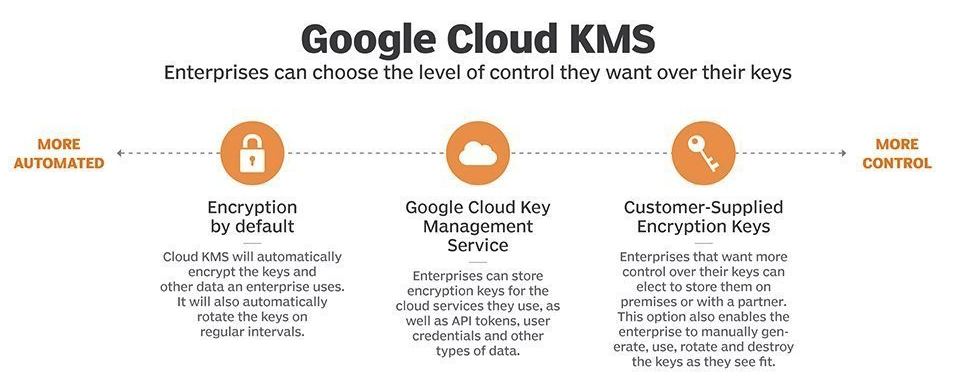 Google Cloud KMS
Enterprises can choose the level of control they want over their keys
MORE
AUTOMATED
MORE
CONTROL
Encryption
by default
Cloud KMS will automatically
encrypt the keys and
other data an enterprise uses.
It will also automatically
rotate the keys on
regular intervals.
Google Cloud Key
Management
Service
Enterprises can store
encryption keys for the
cloud services they use, as
well as API tokens, user
credentials and other
types of data.
Customer-Supplied
Encryption Keys
Enterprises that want more
control over their keys can
elect to store them on
premises or with a partner.
This option also enables the
enterprise to manually gen-
erate, use, rotate and destroy
the keys as they see fit.